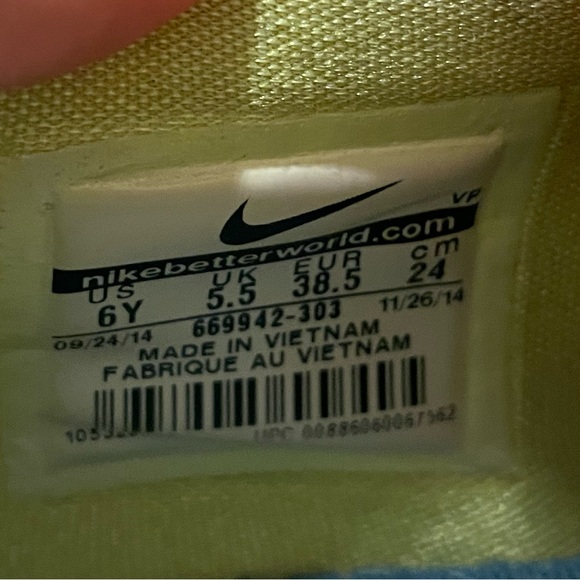 VP
nikebetterworld.com
US UK EUR cm
6Y 5.5 38.5 24
669942-303
09/24/14 11/26/14
MADE IN VIETNAM
FABRIQUE AU VIETNAM
UPC